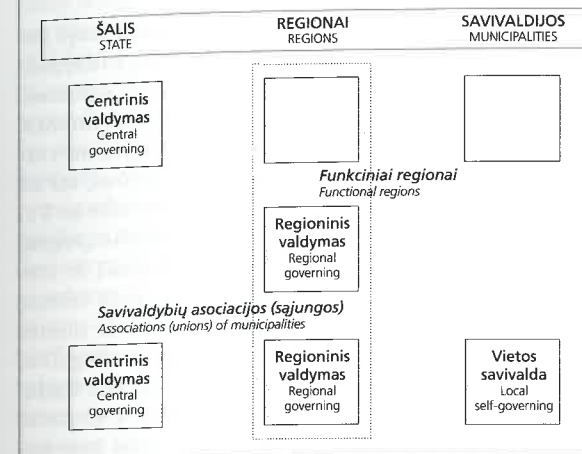 ŠALIS
STATE
REGIONAI
REGIONS
SAVIVALDIJOS
MUNICIPALITIES
Centrinis
valdymas
Central
governing
Funkciniai regionai
Functional regions
Regioninis
valdymas
Regional
governing
Savivaldybių asociacijos (sąjungos)
Associations (unions) of municipalities
Centrinis
valdymas
Central
governing
Regioninis
valdymas
Regional
governing
Vietos
savivalda
Local
self-governing